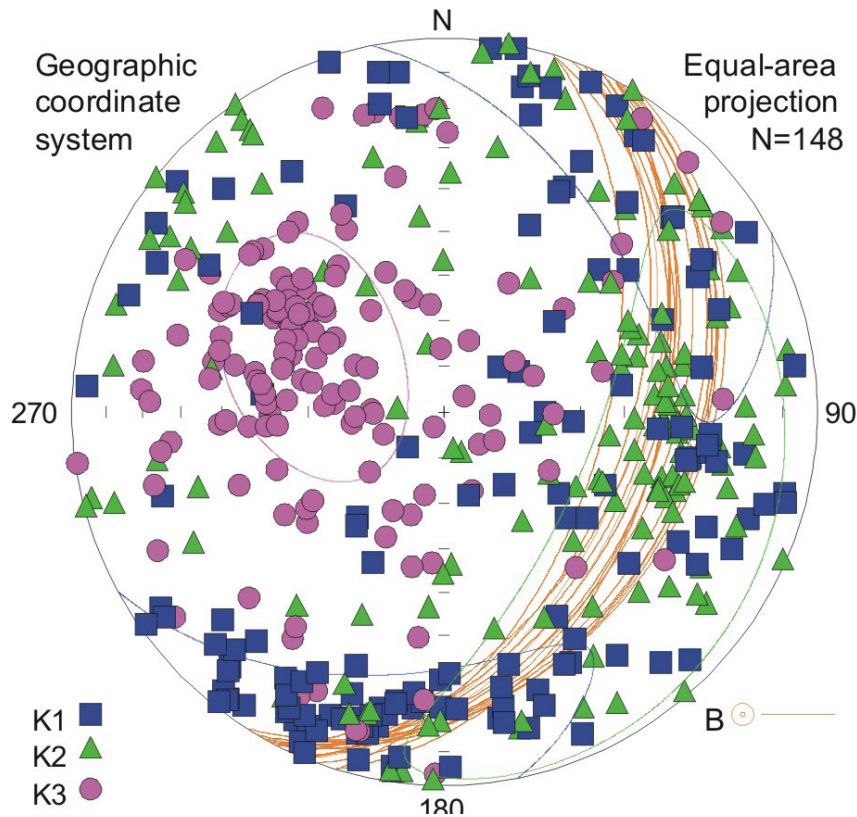 N
Geographic
coordinate
system
Equal-area
projection
N=148
270
90
K1
K2
K3
B
180